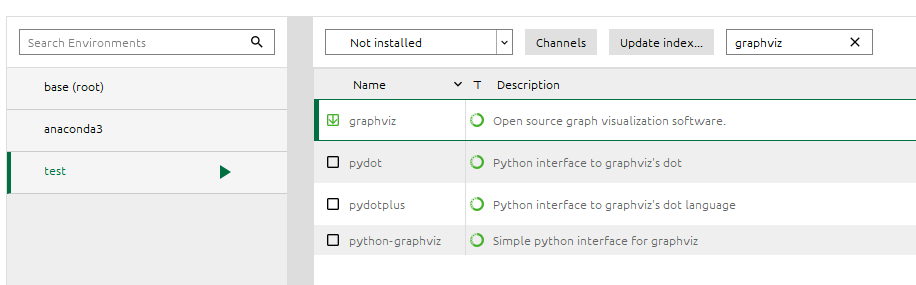 Search Environments
base (root)
anaconda3
test
Not installed
Channels
Update index...
graphviz
Name T Description
graphviz Open source graph visualization software.
pydot Python interface to graphviz's dot
pydotplus Python interface to graphviz's dot language
python-graphviz Simple python interface for graphviz